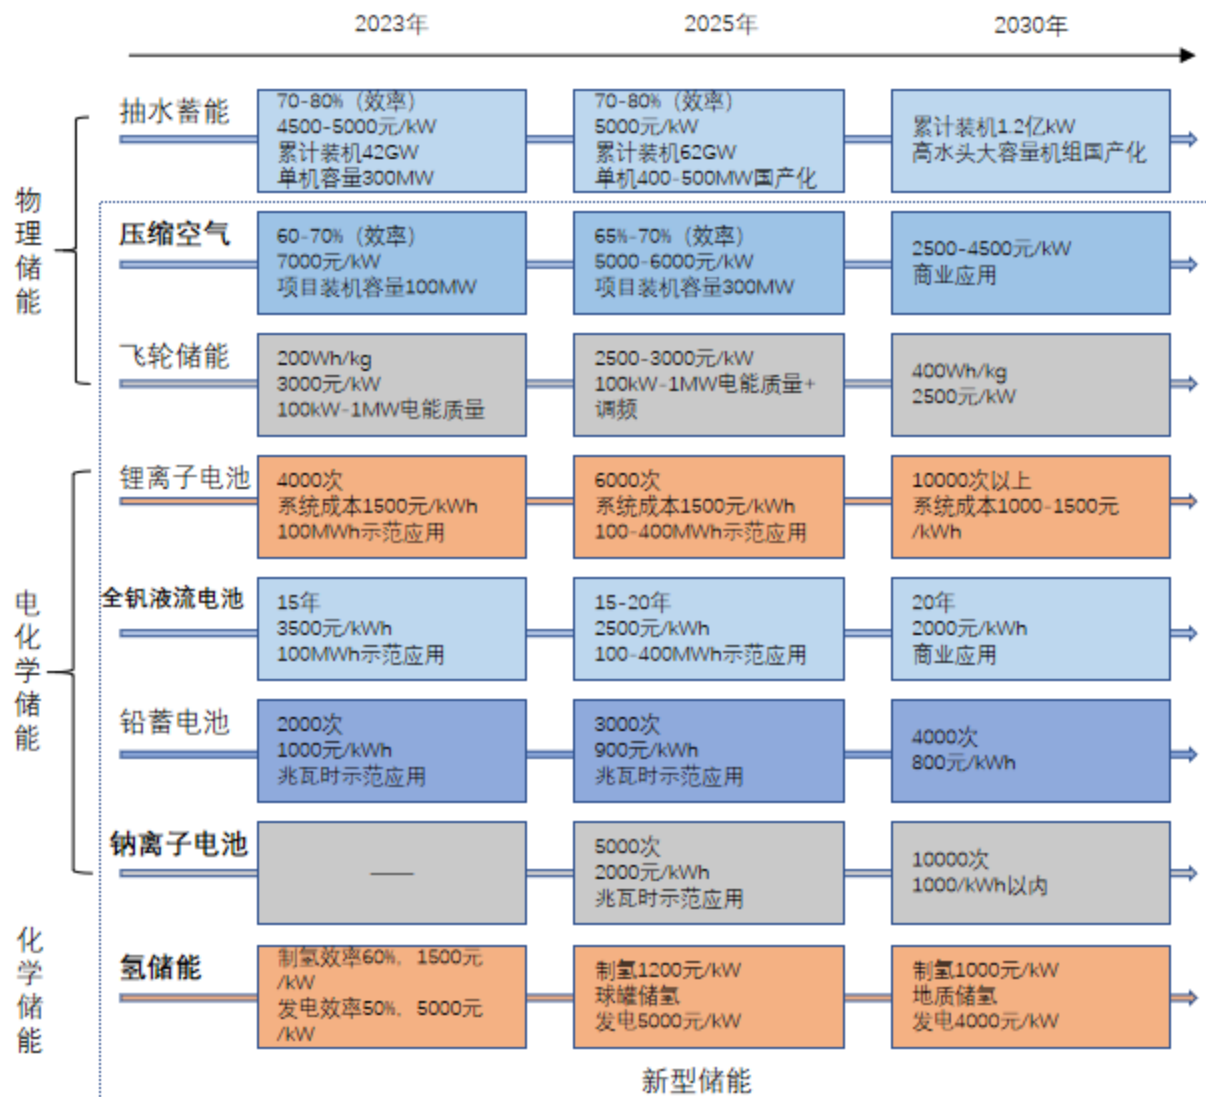 2023年
2025年
2030年
物理储能
抽水蓄能
70-80%（效率）
4500-5000元/kW
累计装机42GW
单机容量300MW
70-80%（效率）
5000元/kW
累计装机62GW
单机400-500MW国产化
累计装机1.2亿kW
高水头大容量机组国产化
压缩空气
60-70%（效率）
7000元/kW
项目装机容量100MW
65%-70%（效率）
5000-6000元/kW
项目装机容量300MW
2500-4500元/kW
商业应用
飞轮储能
200Wh/kg
3000元/kW
100kW-1MW电能质量
2500-3000元/kW
100kW-1MW电能质量+
调频
400Wh/kg
2500元/kW
电化学储能
锂离子电池
4000次
系统成本1500元/kWh
100MWh示范应用
6000次
系统成本1500元/kWh
100-400MWh示范应用
10000次以上
系统成本1000-1500元
/kWh
全钒液流电池
15年
3500元/kWh
100MWh示范应用
15-20年
2500元/kWh
100-400MWh示范应用
20年
2000元/kWh
商业应用
铅蓄电池
2000次
1000元/kWh
兆瓦时示范应用
3000次
900元/kWh
兆瓦时示范应用
4000次
800元/kWh
钠离子电池
——
5000次
2000元/kWh
兆瓦时示范应用
10000次
1000/kWh以内
化学储能
氢储能
制氢效率60%，1500元
/kW
发电效率50%，5000元
/kW
制氢1200元/kW
球罐储氢
发电5000元/kW
制氢1000元/kW
地质储氢
发电4000元/kW
新型储能